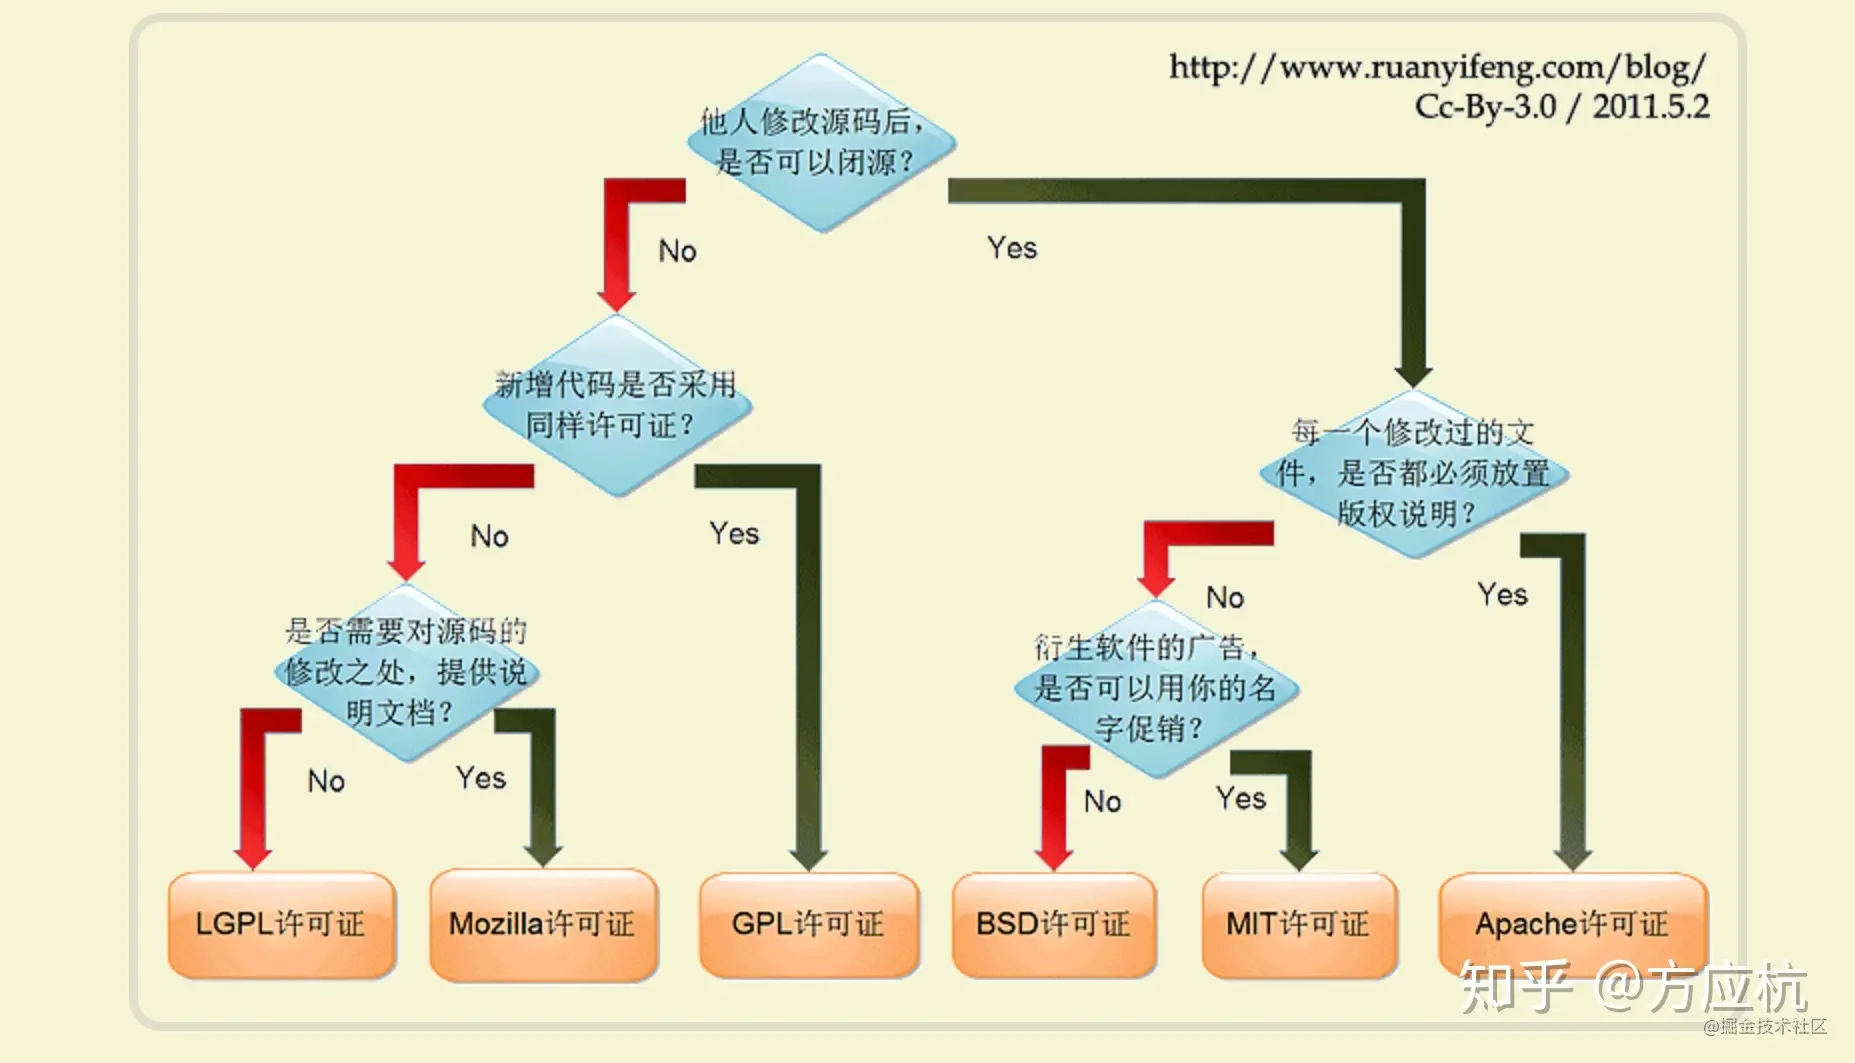 http://www.ruanyifeng.com/blog/
Cc-By-3.0 / 2011.5.2
他人修改源码后，
是否可以闭源？
No
Yes
新增代码是否采用
同样许可证？
No
Yes
每一个修改过的文
件，是否都必须放置
版权说明？
No
Yes
是否需要对源码的
修改之处，提供说
明文档？
No
Yes
衍生软件的广告，
是否可以用你的名
字促销？
No
Yes
LGPL许可证
Mozilla许可证
GPL许可证
BSD许可证
MIT许可证
Apache许可证
知乎 @方应杭
@掘金技术社区